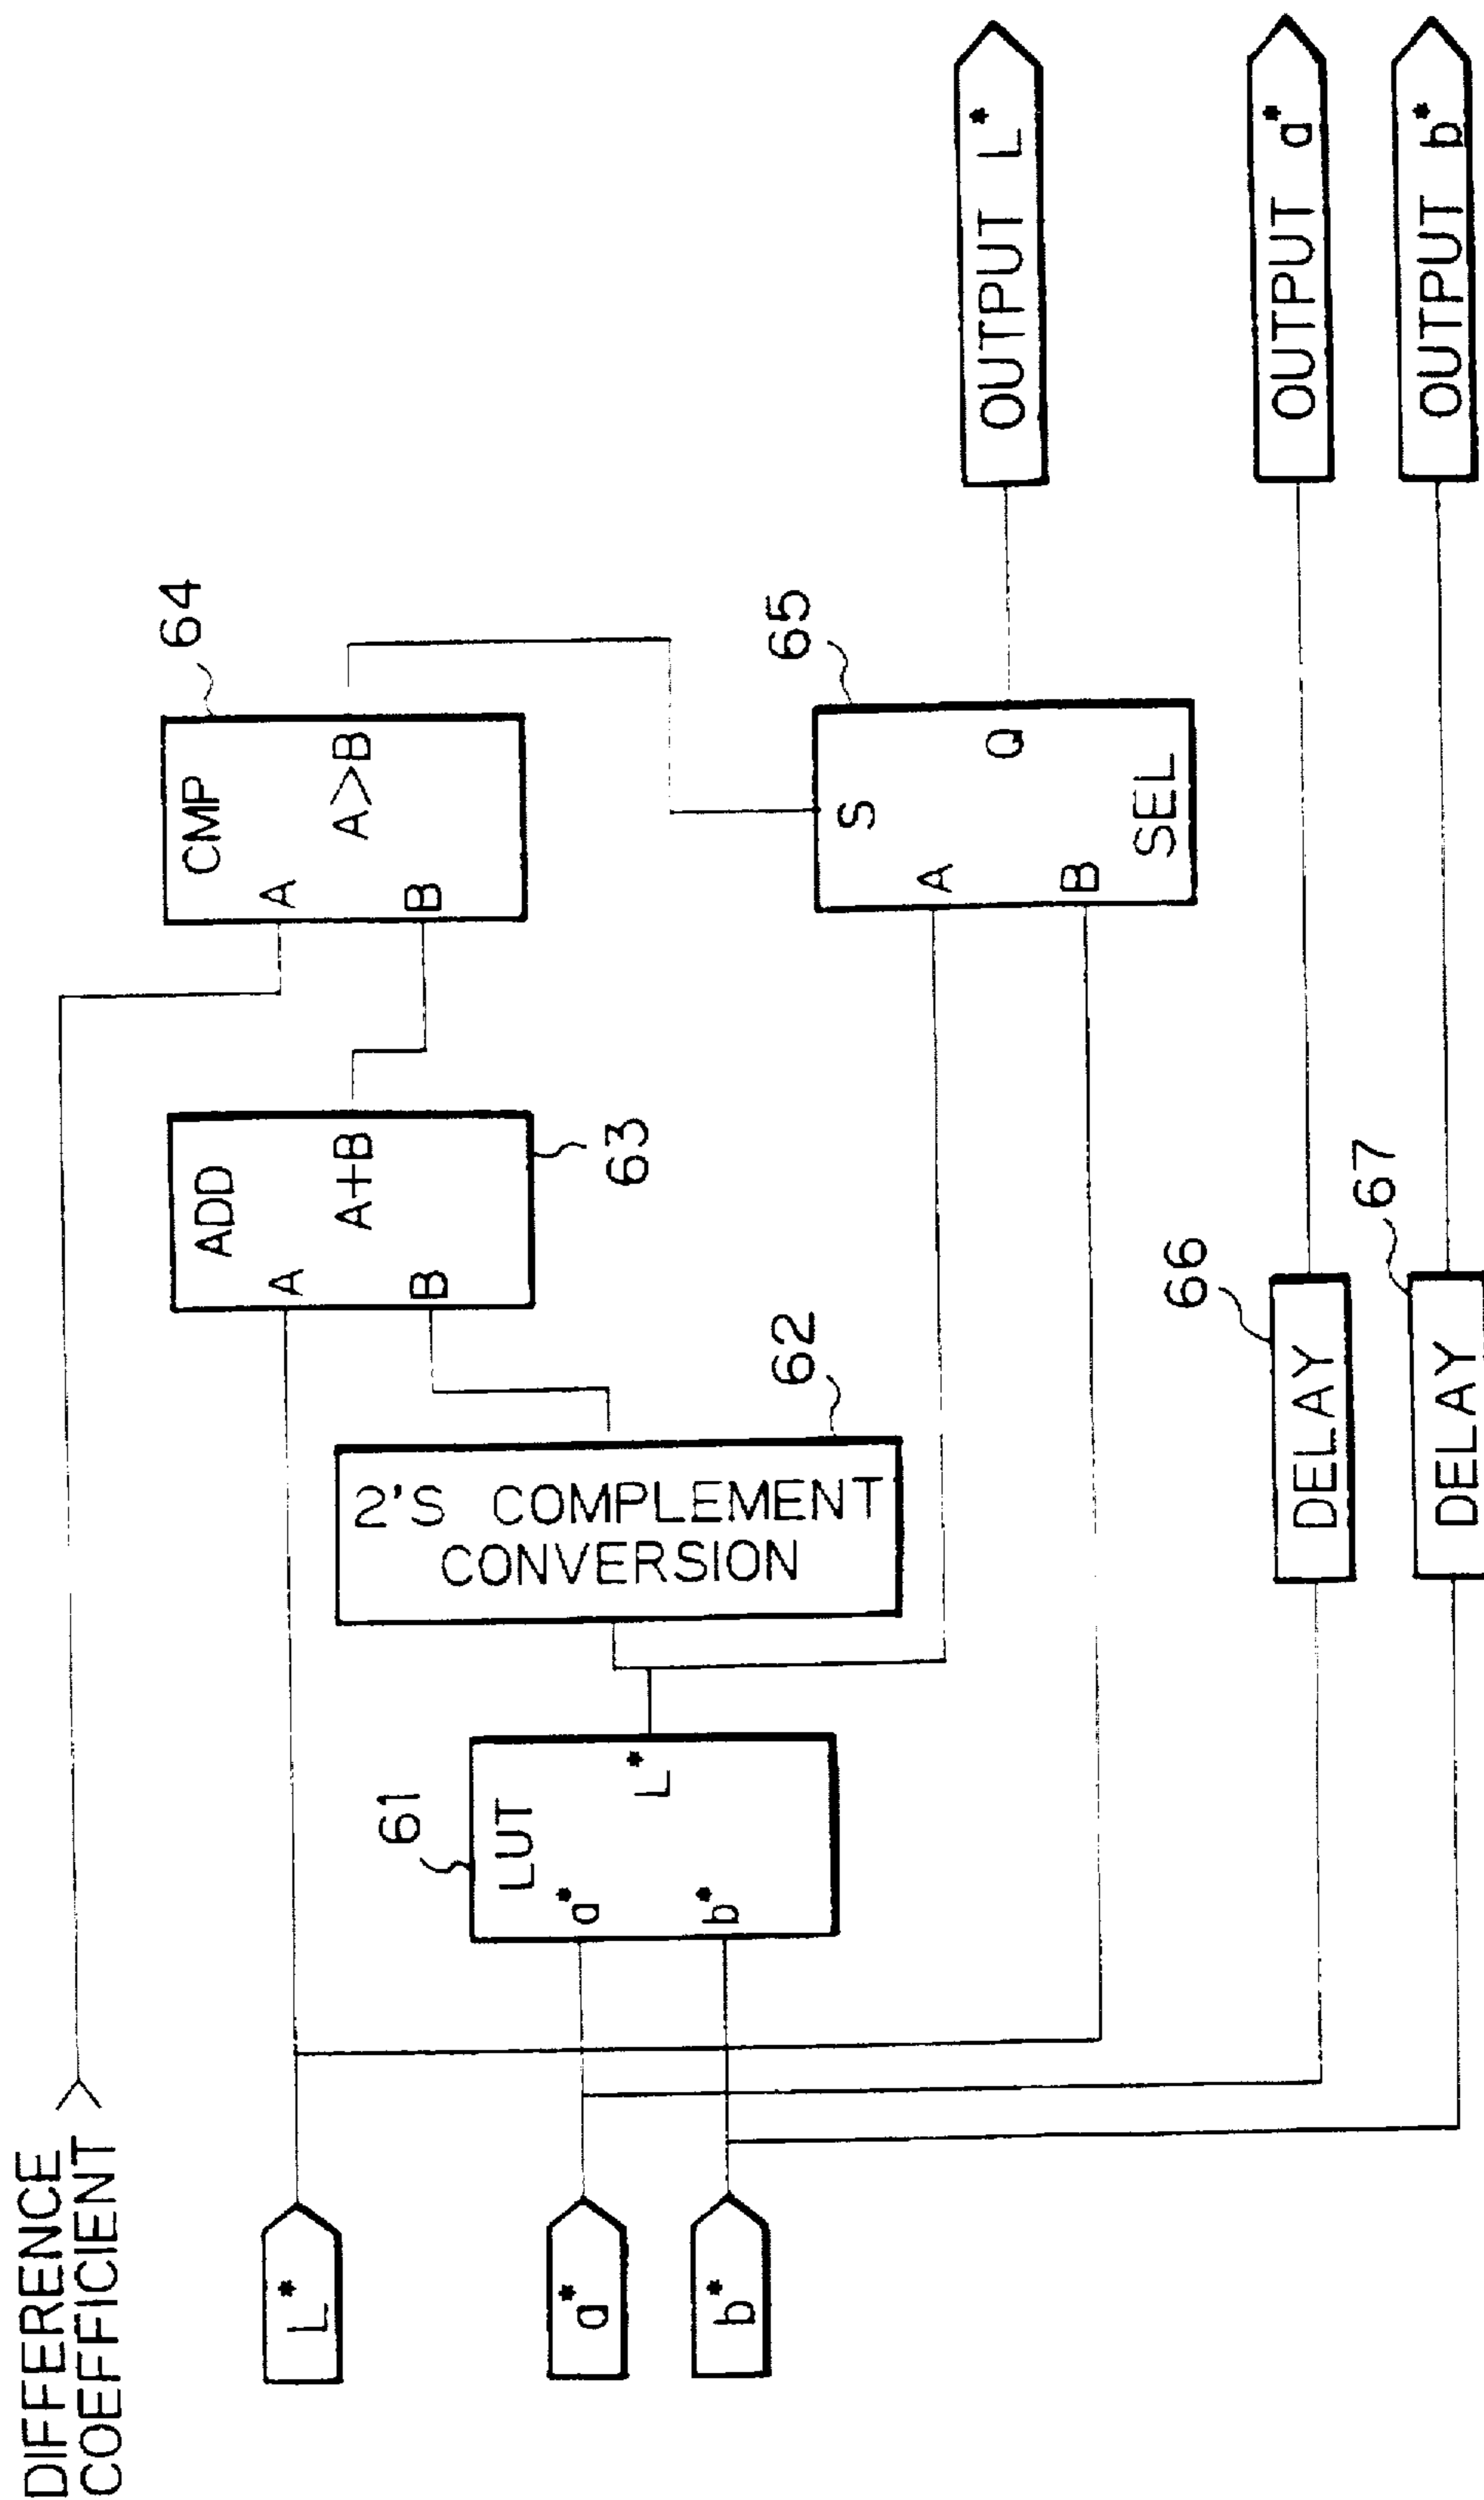 DIFFERENCE
COEFFICIENT
L*
a*
b*
61
LUT
a*
b*
L*
2'S COMPLEMENT
CONVERSION
62
ADD
A
B
A+B
63
CMP
A
B
A>B
64
S
A
B
Q
SEL
65
DELAY
66
DELAY
67
OUTPUT L*
OUTPUT a*
OUTPUT b*